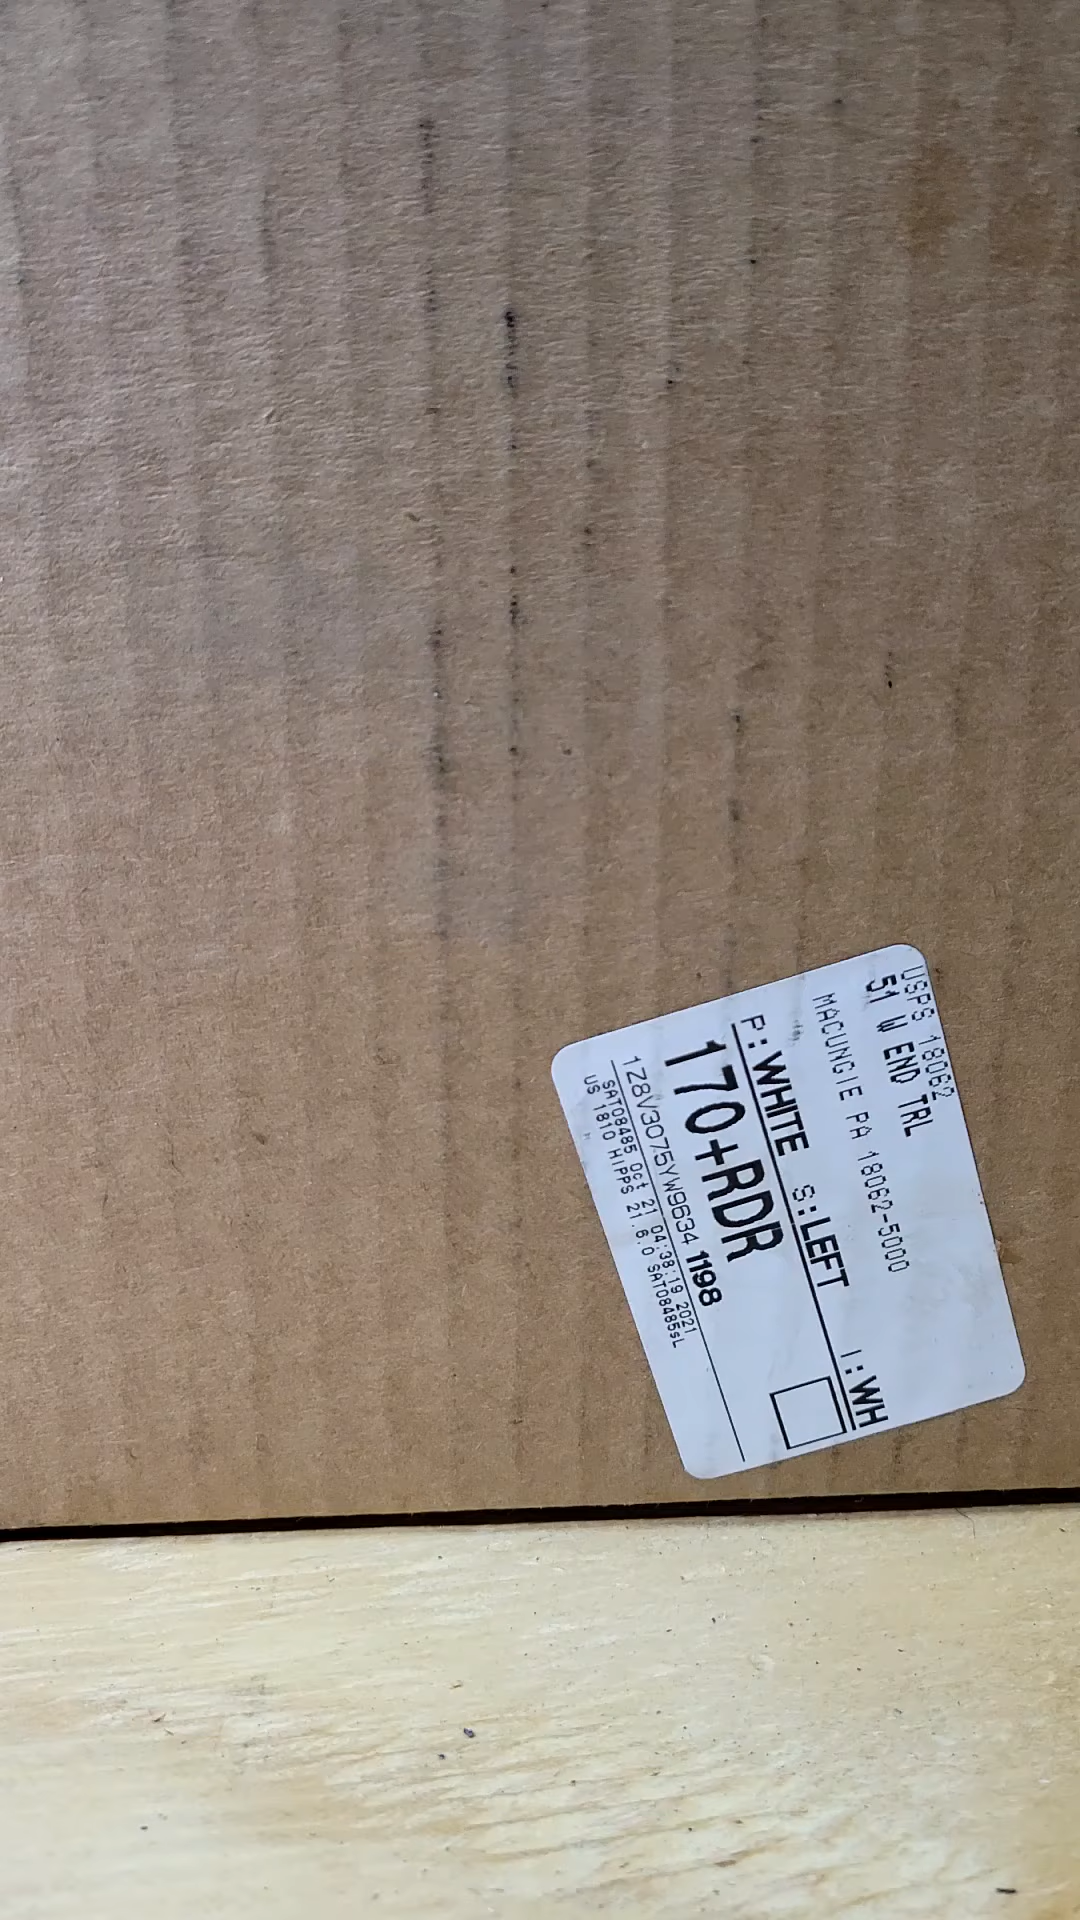 USPS 18062
51 W END TRL
MACUNGIE PA 18062-5000
P: WHITE S:LEFT I:WH
170+RDR
1Z8V3075YW9634 1198
SAT08485 Oct 21 04:38:19 2021
US 1810 HIPPS 21.6.0 SAT08485sL